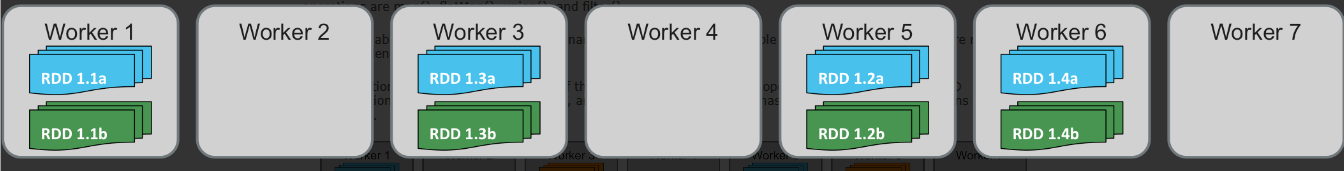 Worker 1
RDD 1.1a
RDD 1.1b
Worker 2
Worker 3
RDD 1.3a
RDD 1.3b
Worker 4
Worker 5
RDD 1.2a
RDD 1.2b
Worker 6
RDD 1.4a
RDD 1.4b
Worker 7